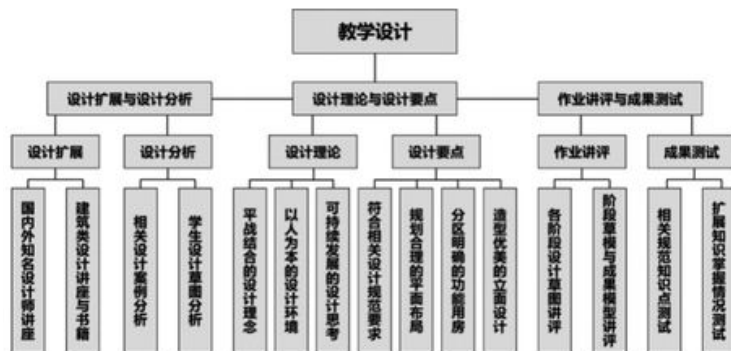 教学设计
设计扩展与设计分析
设计理论与设计要点
作业讲评与成果测试
设计扩展
设计分析
设计理论
设计要点
作业讲评
成果测试
国内外知名设计师讲座
建筑类设计讲座与书籍
相关设计案例分析
学生设计草图分析
平战结合的设计理念
以人为本的设计环境
可持续发展的设计思考
符合相关设计规范要求
规划合理的平面布局
分区明确的功能用房
造型优美的立面设计
各阶段设计草图讲评
阶段草模与成果模型讲评
相关规范知识点测试
扩展知识掌握情况测试